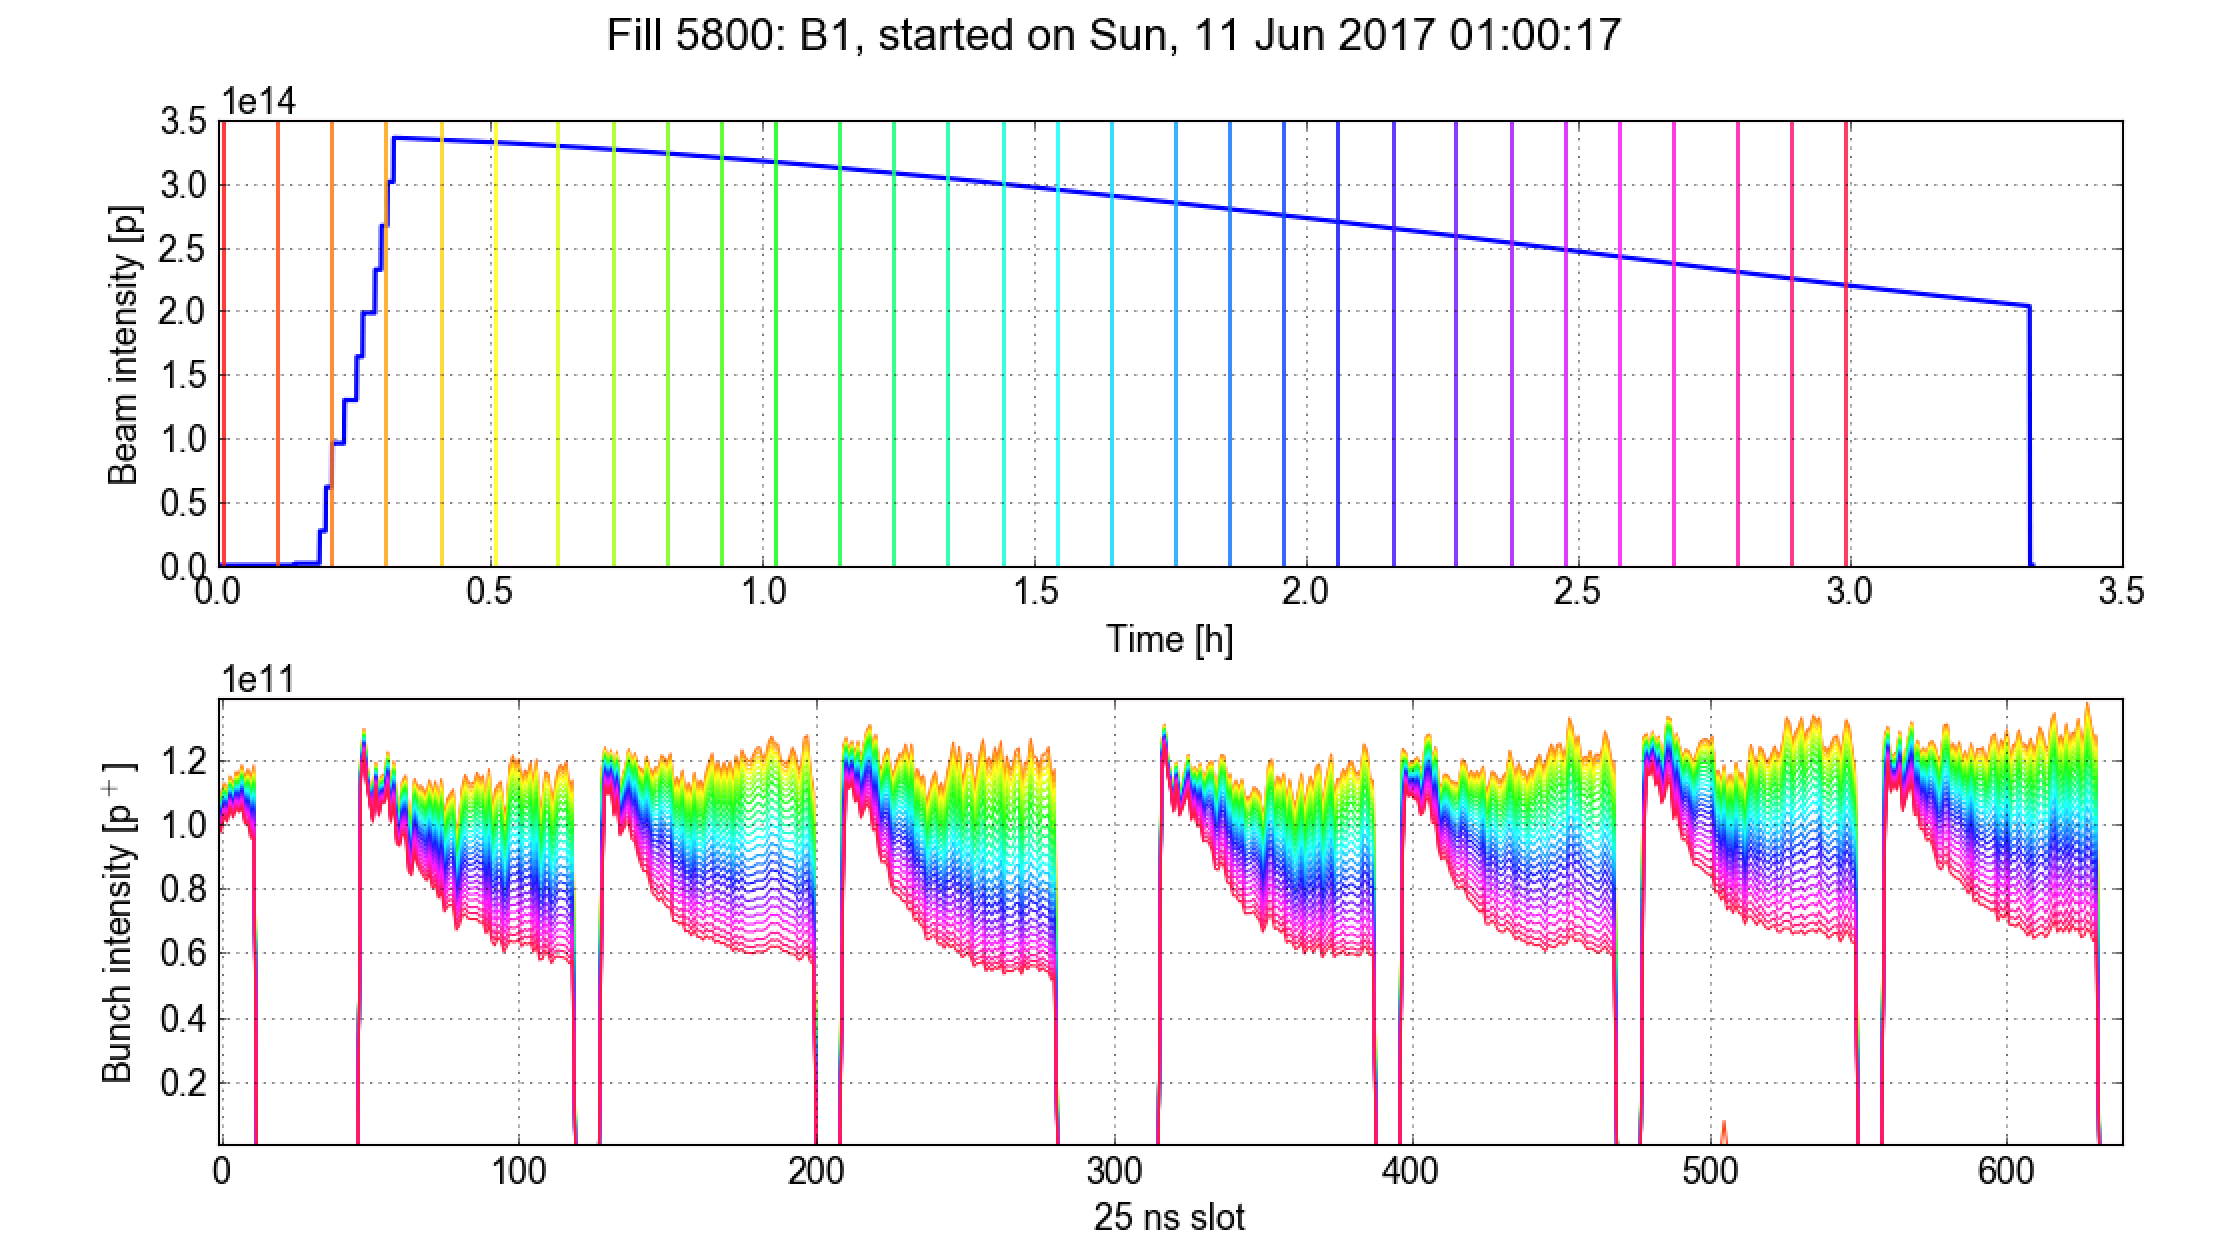 Fill 5800: B1, started on Sun, 11 Jun 2017 01:00:17
1e14
3.5
3.0
2.5
2.0
1.5
1.0
0.5
0.0
Beam intensity [p]
0.0 0.5 1.0 1.5 2.0 2.5 3.0 3.5
Time [h]
1e11
1.2
1.0
0.8
0.6
0.4
0.2
Bunch intensity [p⁺]
0 100 200 300 400 500 600
25 ns slot